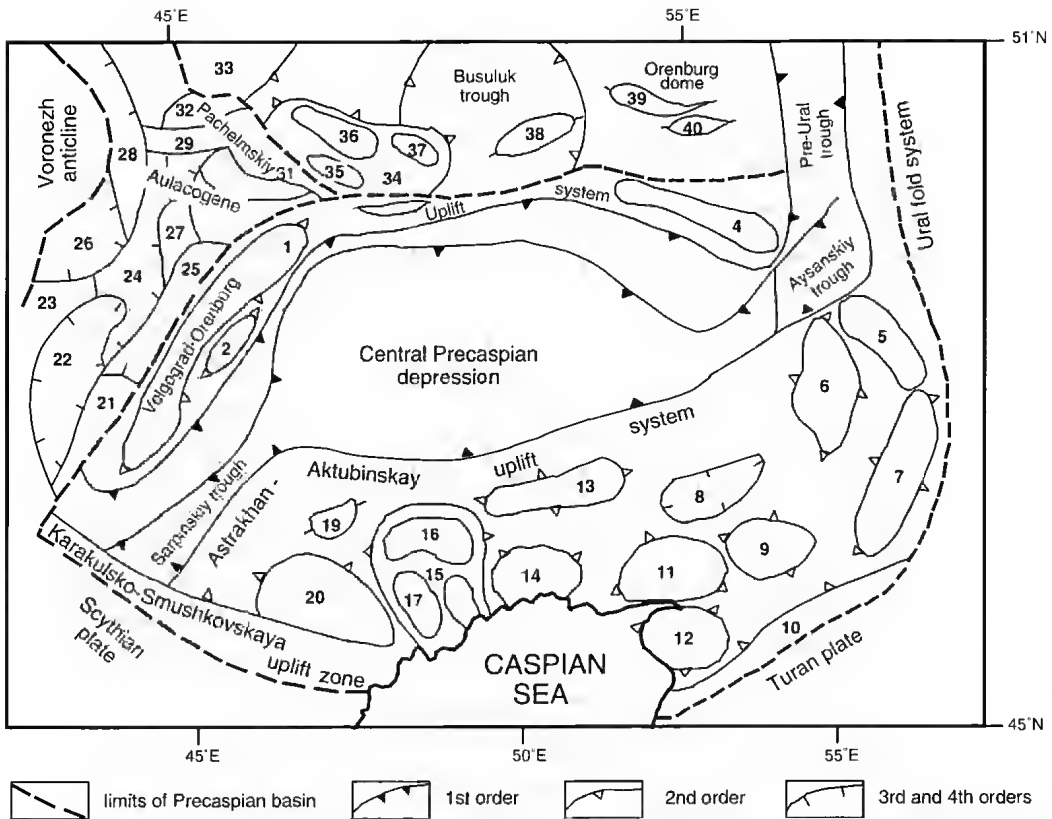 45°E
55°E
51°N
33
Busuluk
trough
Orenburg
dome
39
40
32
Pachelmskiy
36
37
38
Pre-Ural
trough
Voronezh
anticline
28
29
31
35
34
Aulacogene
Ural fold system
Uplift
system
4
26
27
1
24
25
23
Aysanskiy
trough
5
22
Volgograd-Orenburg
2
Central Precaspian
depression
6
21
system
7
Sarpinskiy trough
Astrakhan -
Aktubinskay
uplift
13
8
19
16
9
Karakulsko-Smushkovskaya
uplift zone
20
15
17
14
11
Scythian
plate
12
10
Turan plate
CASPIAN
SEA
45°N
45°E
50°E
55°E
limits of Precaspian basin
1st order
2nd order
3rd and 4th orders